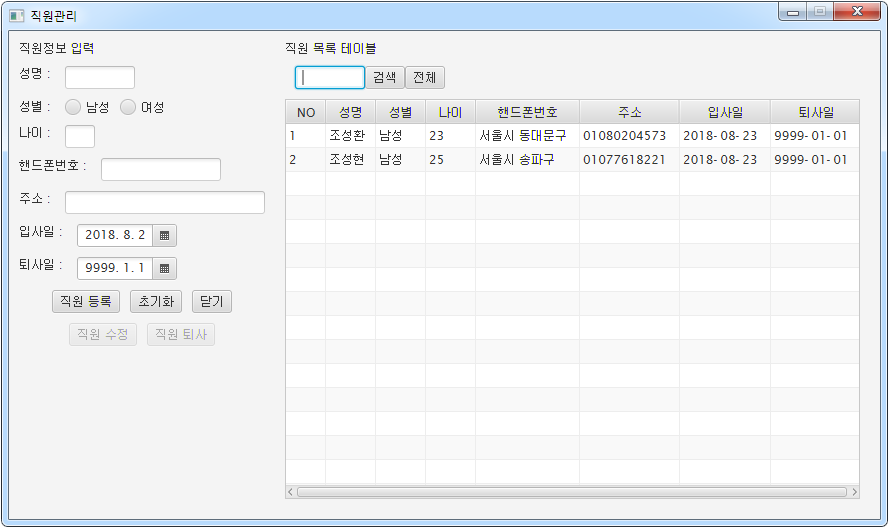 직원관리
직원정보 입력
성명 :
성별 : 남성 여성
나이 :
핸드폰번호 :
주소 :
입사일 : 2018. 8. 2
퇴사일 : 9999. 1. 1
직원 등록 초기화 닫기
직원 수정 직원 퇴사
직원 목록 테이블
검색 전체
NO 성명 성별 나이 핸드폰번호 주소 입사일 퇴사일
1 조성환 남성 23 서울시 동대문구 01080204573 2018-08-23 9999-01-01
2 조성현 남성 25 서울시 송파구 01077618221 2018-08-23 9999-01-01